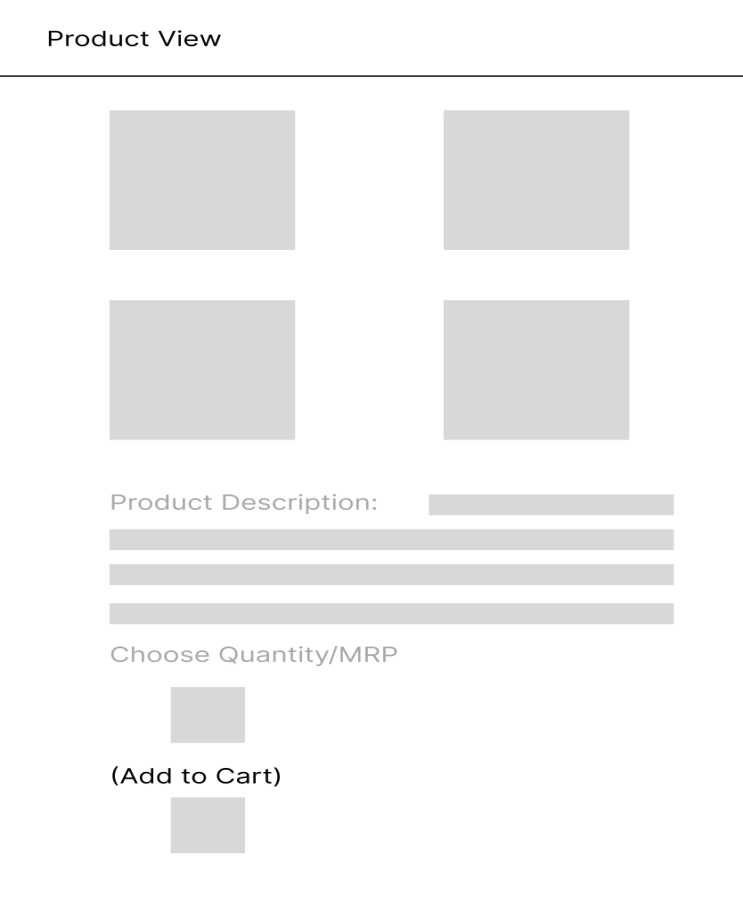 Product View
Product Description:
Choose Quantity/MRP
(Add to Cart)